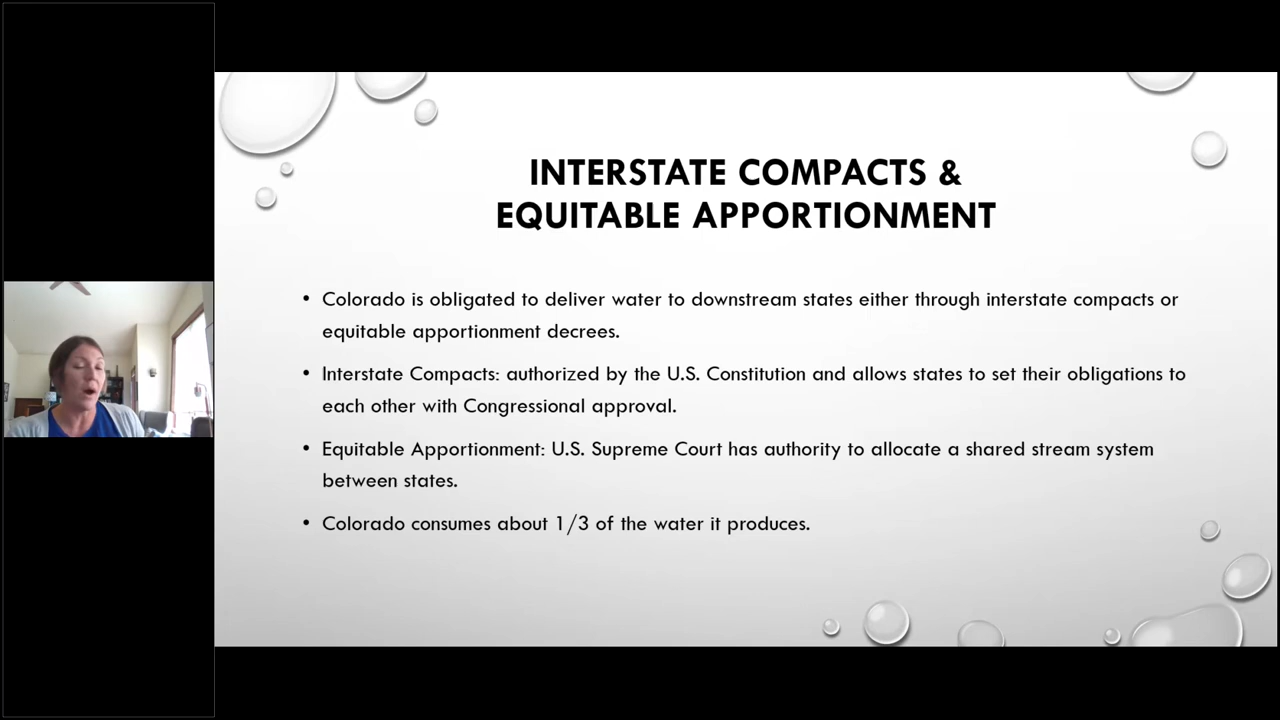 INTERSTATE COMPACTS &
EQUITABLE APPORTIONMENT
• Colorado is obligated to deliver water to downstream states either through interstate compacts or
equitable apportionment decrees.
• Interstate Compacts: authorized by the U.S. Constitution and allows states to set their obligations to
each other with Congressional approval.
• Equitable Apportionment: U.S. Supreme Court has authority to allocate a shared stream system
between states.
• Colorado consumes about 1/3 of the water it produces.